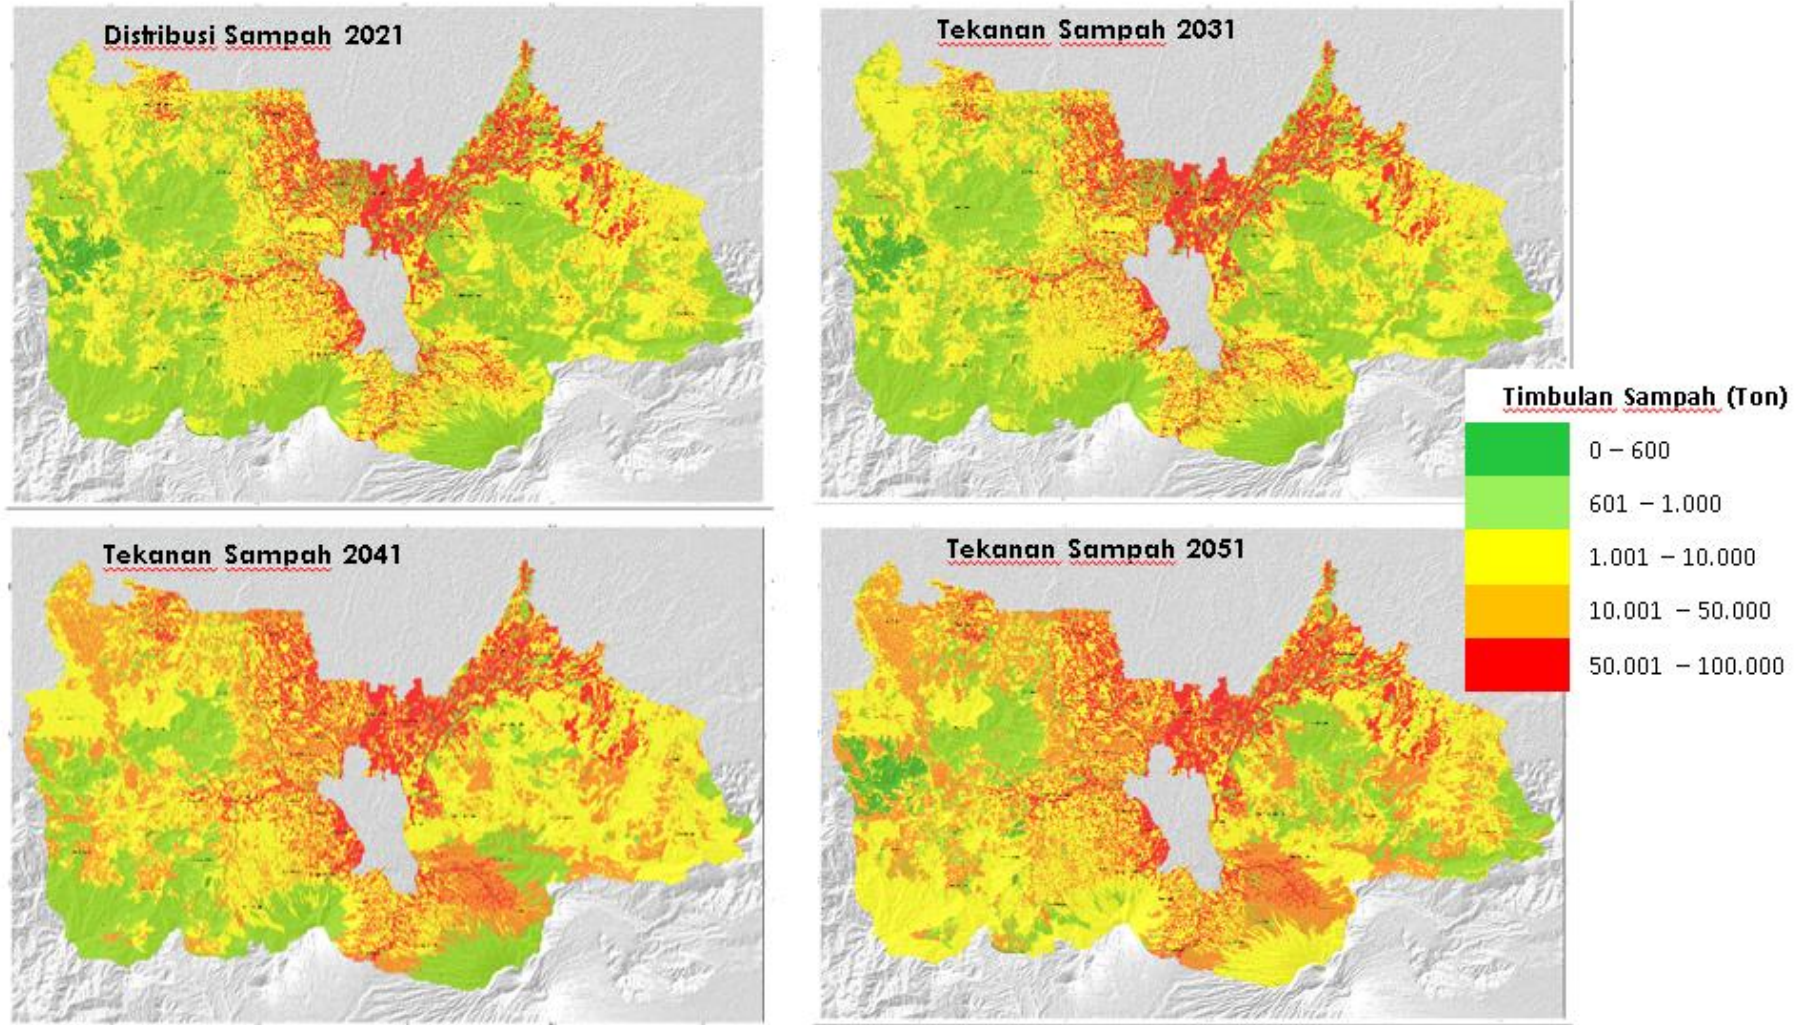 Distribusi Sampah 2021
Tekanan Sampah 2031
Timbulan Sampah (Ton)
0 – 600
601 – 1.000
1.001 – 10.000
10.001 – 50.000
50.001 – 100.000
Tekanan Sampah 2041
Tekanan Sampah 2051